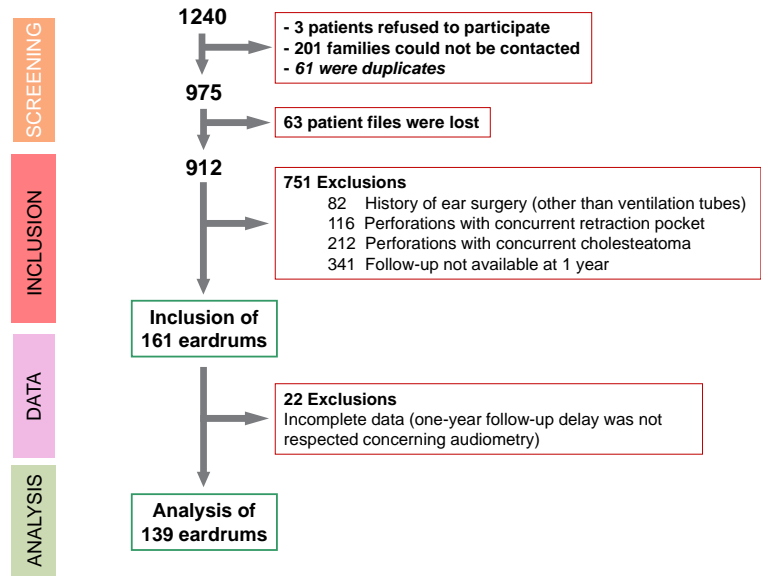 SCREENING
1240
- 3 patients refused to participate
- 201 families could not be contacted
- 61 were duplicates
975
63 patient files were lost
INCLUSION
912
751 Exclusions
82 History of ear surgery (other than ventilation tubes)
116 Perforations with concurrent retraction pocket
212 Perforations with concurrent cholesteatoma
341 Follow-up not available at 1 year
Inclusion of
161 eardrums
DATA
22 Exclusions
Incomplete data (one-year follow-up delay was not
respected concerning audiometry)
ANALYSIS
Analysis of
139 eardrums